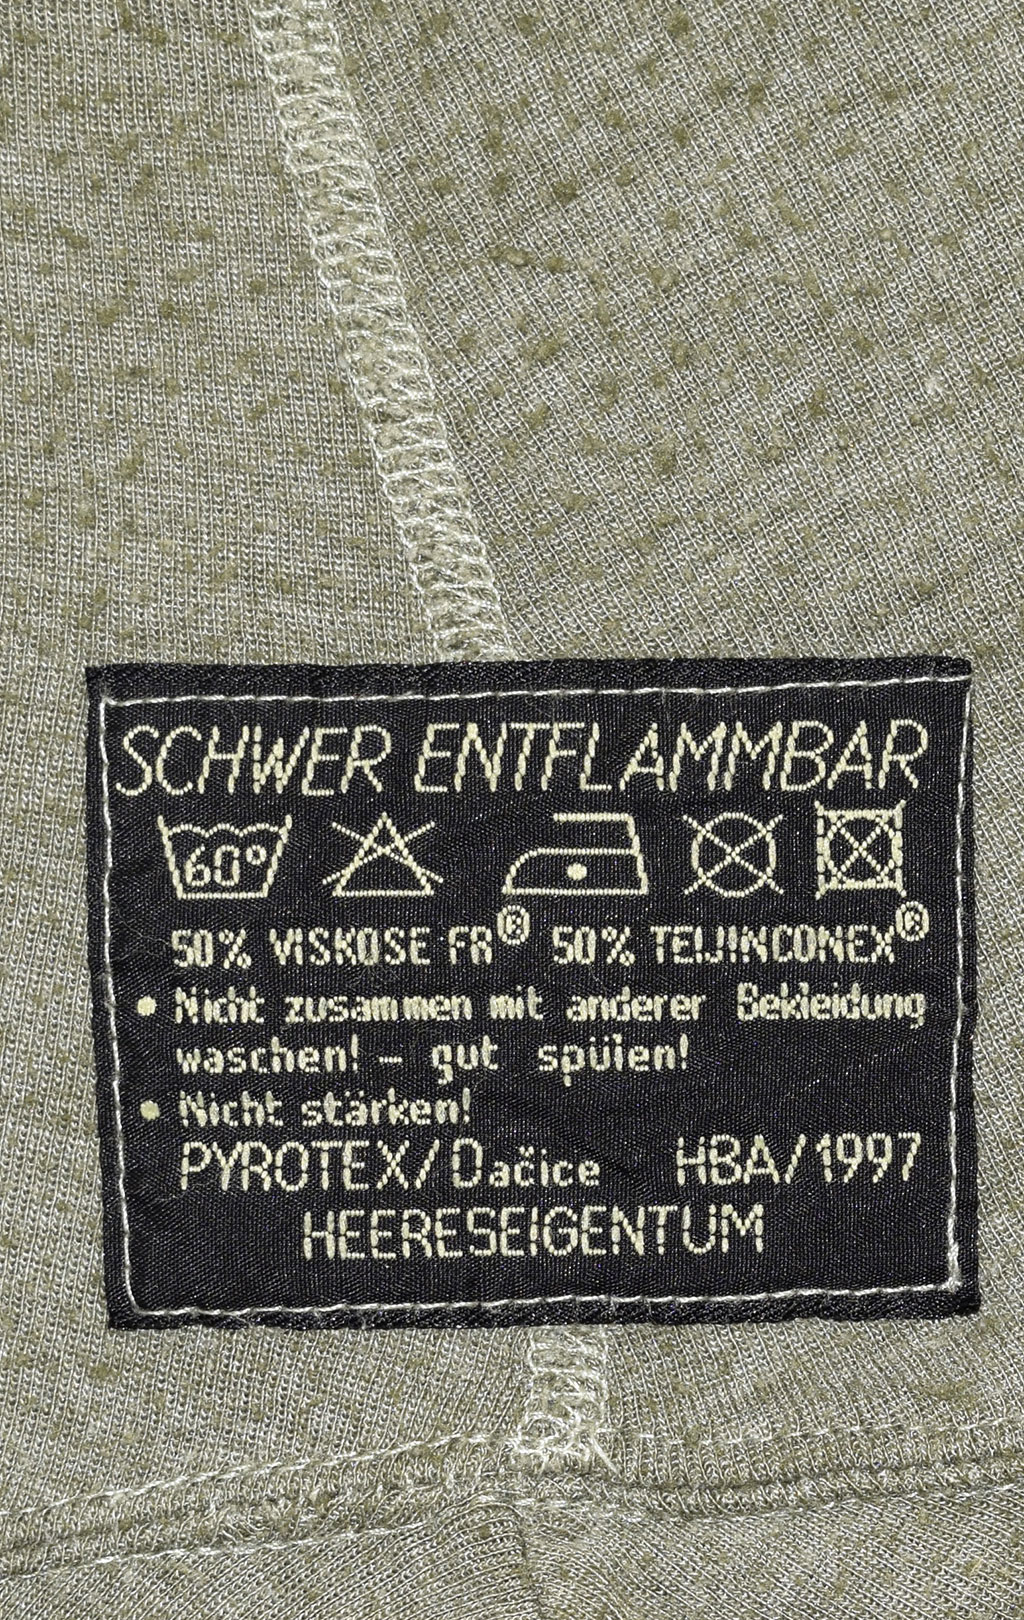 SCHWER ENTFLAMMBAR
60°
50% VISKOSE FR® 50% TEIJINCONEX®
• Nicht zusammen mit anderer Bekleidung
waschen! – gut spülen!
• Nicht stärken!
PYROTEX/Dačice HBA/1997
HEERESEIGENTUM